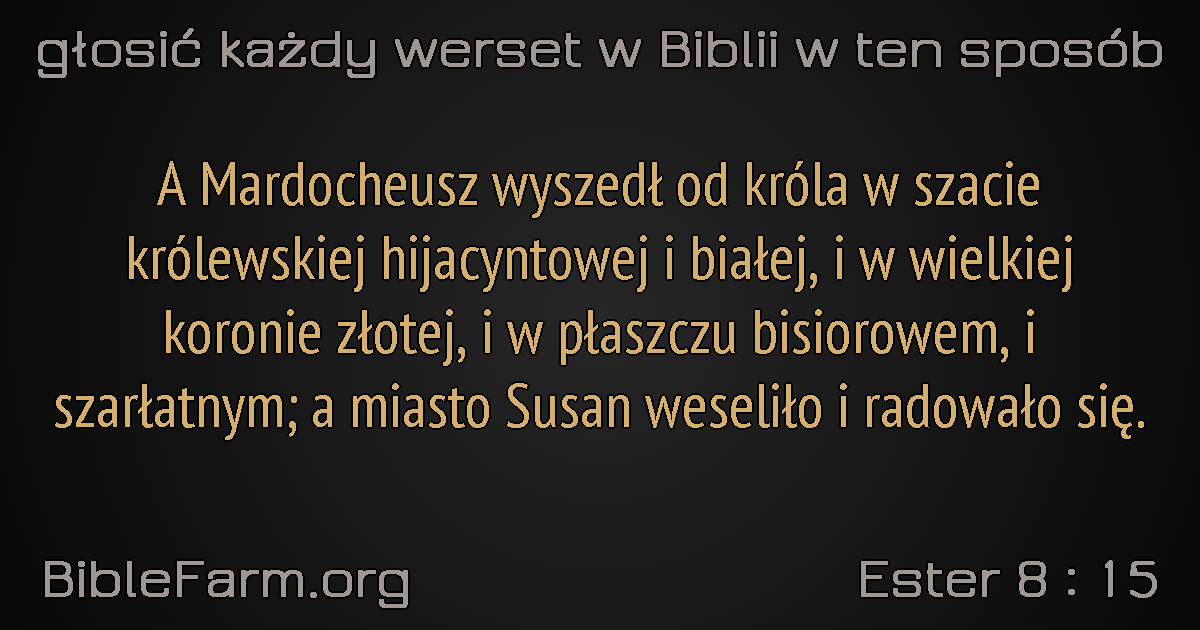 głosić każdy werset w Biblii w ten sposób
A Mardocheusz wyszedł od króla w szacie
królewskiej hijacyntowej i białej, i w wielkiej
koronie złotej, i w płaszczu bisiorowem, i
szarłatnym; a miasto Susan weseliło i radowało się.
BibleFarm.org
Ester 8 : 15